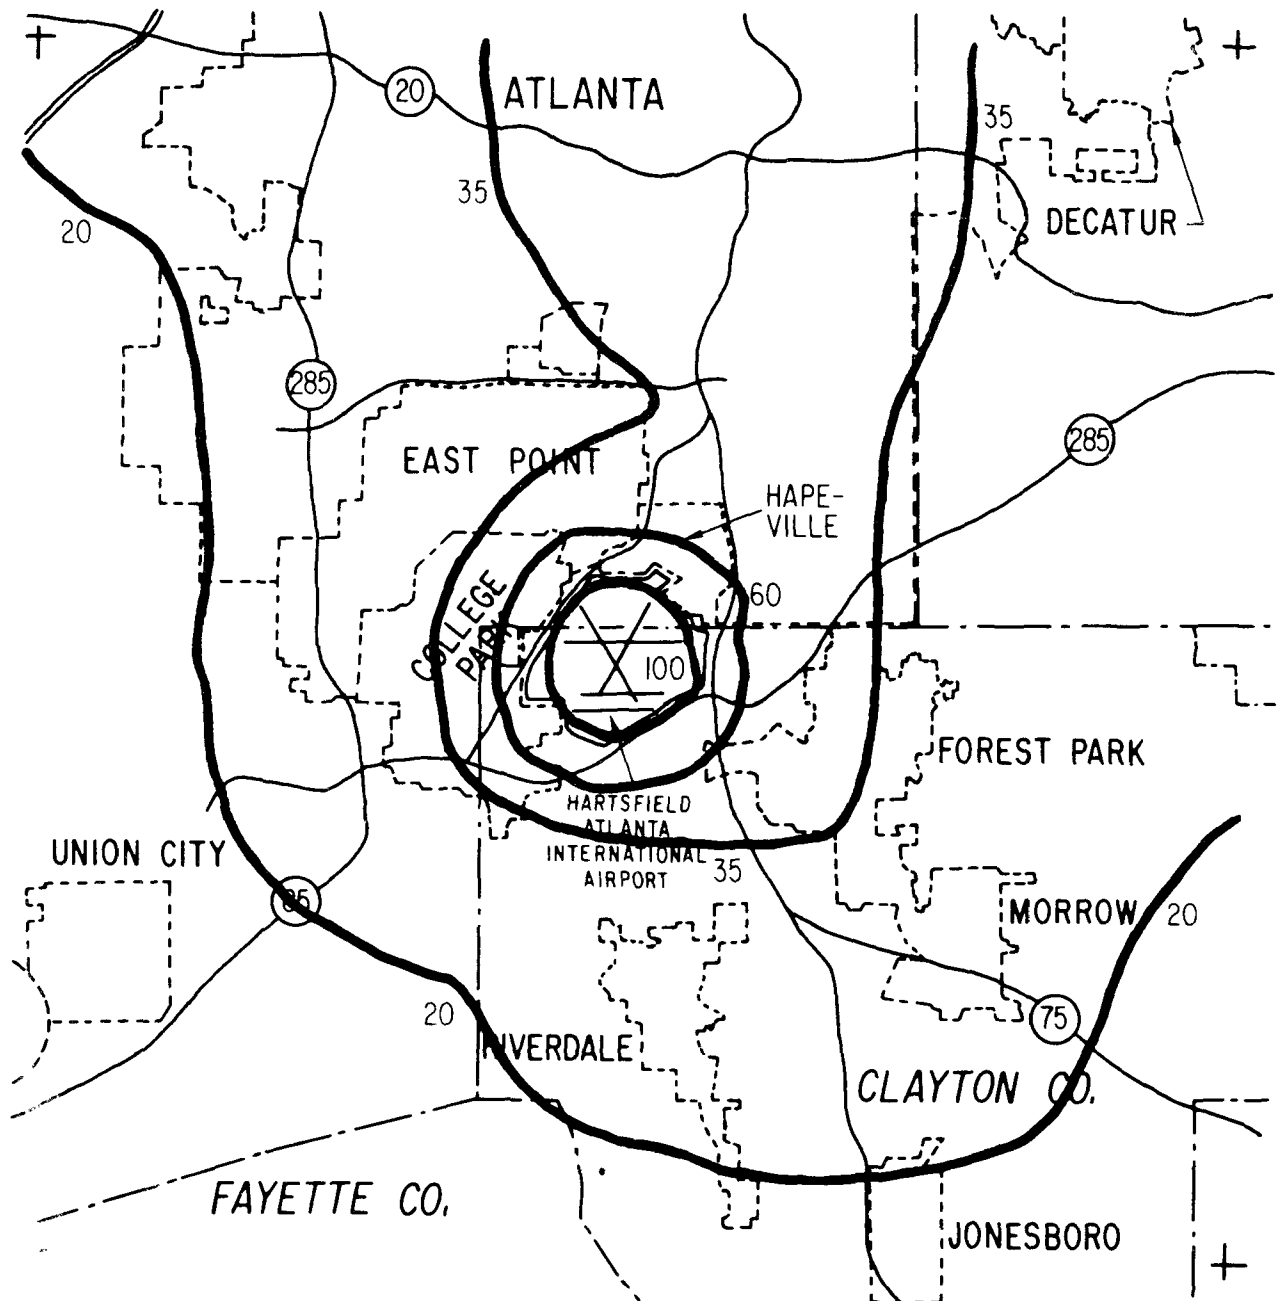 20
ATLANTA
35
35
20
DECATUR
285
285
EAST POINT
HAPE-
VILLE
COLLEGE
PARK
60
100
FOREST PARK
HARTSFIELD
ATLANTA
INTERNATIONAL
AIRPORT
35
UNION CITY
85
MORROW
20
20
75
RIVERDALE
CLAYTON CO.
FAYETTE CO.
JONESBORO